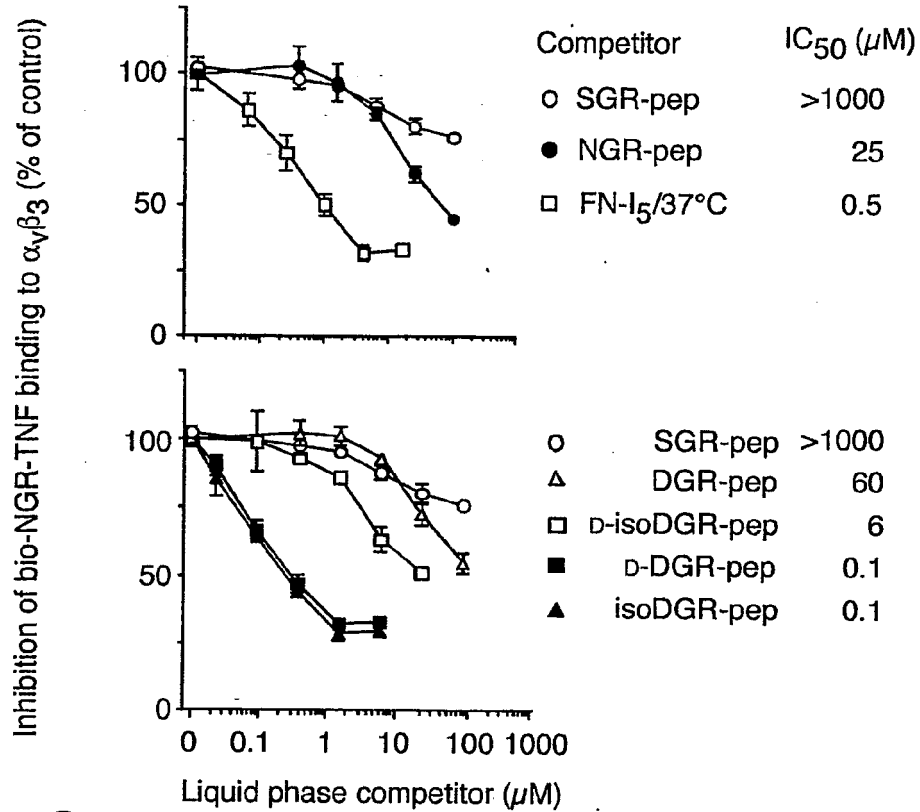 Inhibition of bio-NGR-TNF binding to αvβ3 (% of control)
100
50
0
Competitor IC50 (µM)
○ SGR-pep >1000
● NGR-pep 25
□ FN-I5/37°C 0.5
100
50
0
0 0.1 1 10 100 1000
Liquid phase competitor (µM)
○ SGR-pep >1000
△ DGR-pep 60
□ D-isoDGR-pep 6
■ D-DGR-pep 0.1
▲ isoDGR-pep 0.1